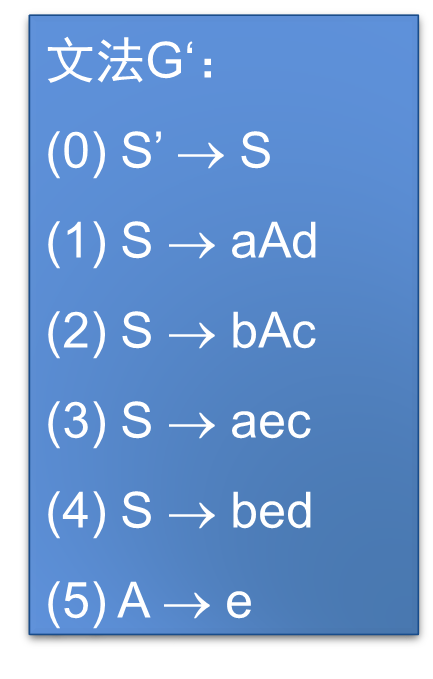 文法G‘：
(0) S’ → S
(1) S → aAd
(2) S → bAc
(3) S → aec
(4) S → bed
(5) A → e